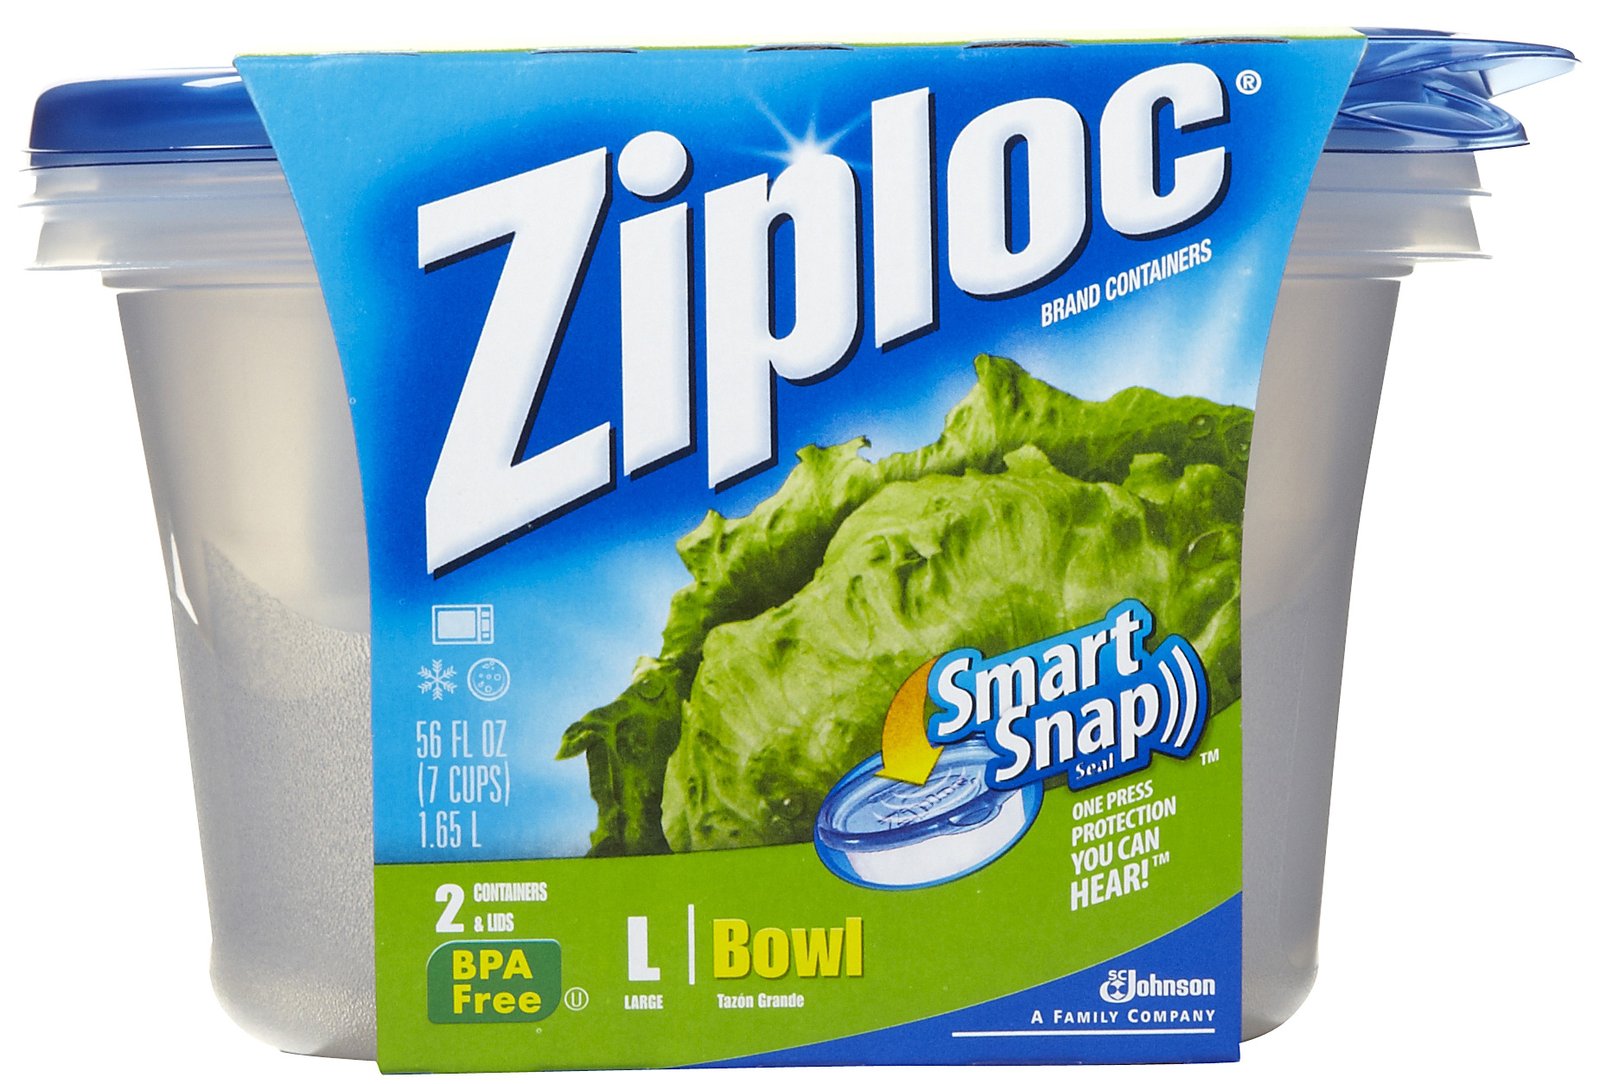 Ziploc®
BRAND CONTAINERS
Smart
Snap
Seal
™
ONE PRESS
PROTECTION
YOU CAN
HEAR!™
56 FL OZ
(7 CUPS)
1.65 L
2 CONTAINERS
& LIDS
BPA
Free
U
L
LARGE
Bowl
Tazón Grande
SC Johnson
A FAMILY COMPANY